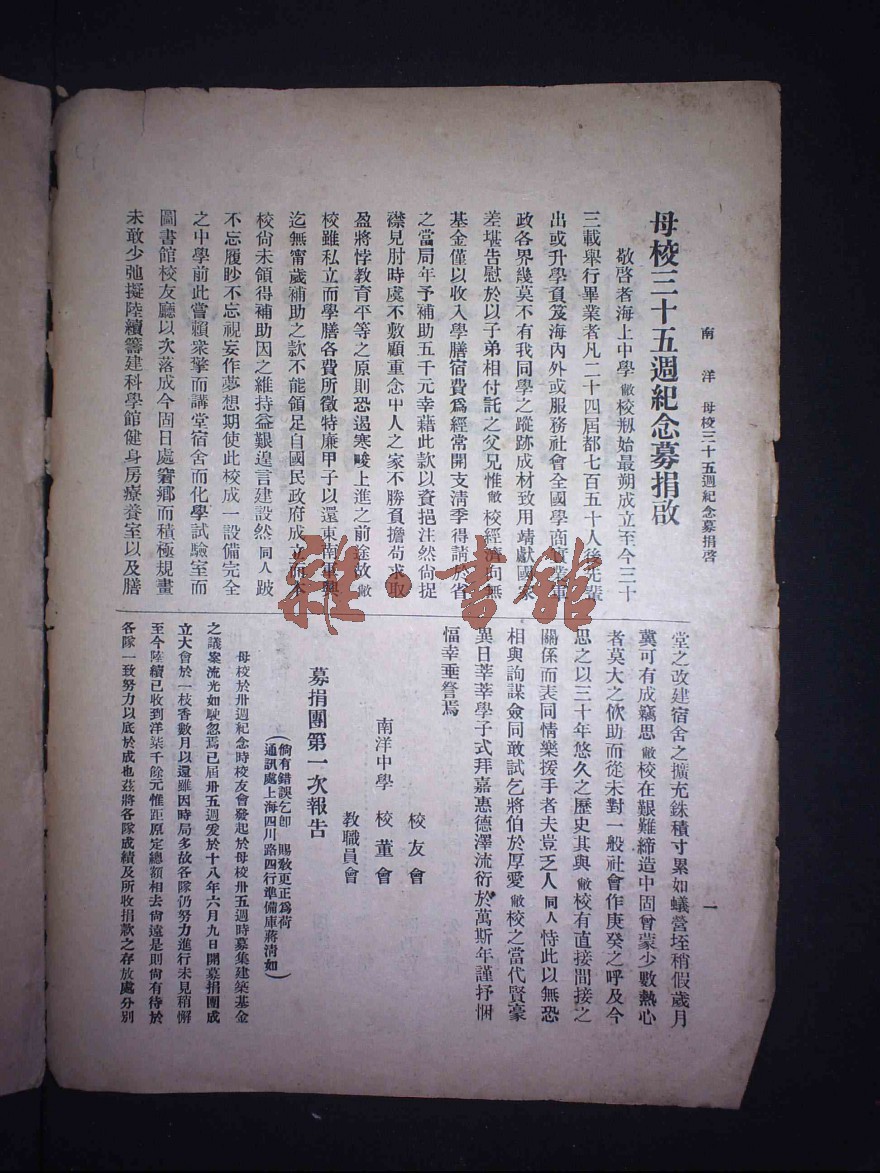 南洋　母校三十五週紀念募捐啓
一
母校三十五週紀念募捐啟
敬啓者海上中學敝校剏始最朔成立至今三十
三載舉行畢業者凡二十四屆都七百五十人後先輩
出或升學負笈海內外或服務社會全國學商實業軍
政各界幾莫不有我同學之蹤跡成材致用靖獻國家
差堪告慰於以子弟相付託之父兄惟敝校經濟向無
基金僅以收入學膳宿費爲經常開支清季得請於省
之當局年予補助五千元幸藉此款以資挹注然尙捉
襟見肘時虞不敷顧重念中人之家不勝負擔苟求取
盈將悖教育平等之原則恐遏寒畯上進之前途故敝
校雖私立而學膳各費所徵特廉甲子以還東南軍興
迄無甯歲補助之款不能領足自國民政府成立而本
校尙未領得補助因之維持益艱遑言建設然同人跛
不忘履眇不忘視妄作夢想期使此校成一設備完全
之中學前此嘗賴衆擎而講堂宿舍而化學試驗室而
圖書館校友廳以次落成今固日處窘鄉而積極規畫
未敢少弛擬陸續籌建科學館健身房療養室以及膳
堂之改建宿舍之擴充銖積寸累如蟻營垤稍假歲月
冀可有成竊思敝校在艱難締造中固曾蒙少數熱心
者莫大之佽助而從未對一般社會作庚癸之呼及今
思之以三十年悠久之歷史其與敝校有直接間接之
關係而表同情樂援手者夫豈乏人同人恃此以無恐
相與詢謀僉同敢試乞將伯於厚愛敝校之當代賢豪
異日莘莘學子式拜嘉惠德澤流衍於萬斯年謹抒悃
愊幸垂詧焉
校友會
南洋中學　校董會
教職員會
募捐團第一次報告
（倘有錯誤乞卽　賜敎更正爲荷
通訊處上海四川路四行準備庫蔣淸如）
母校於卅週紀念時校友會發起於母校卅五週時募集建築基金
之議案流光如駛忽焉已屆卅五週爰於十八年六月九日開募捐團成
立大會於一枝香數月以還雖因時局多故各隊仍努力進行未見稍懈
至今陸續已收到洋柒千餘元惟距原定總額相去尙遠是則尙有待於
各隊一致努力以底於成也茲將各隊成績及所收捐款之存放處分別
雜·書館